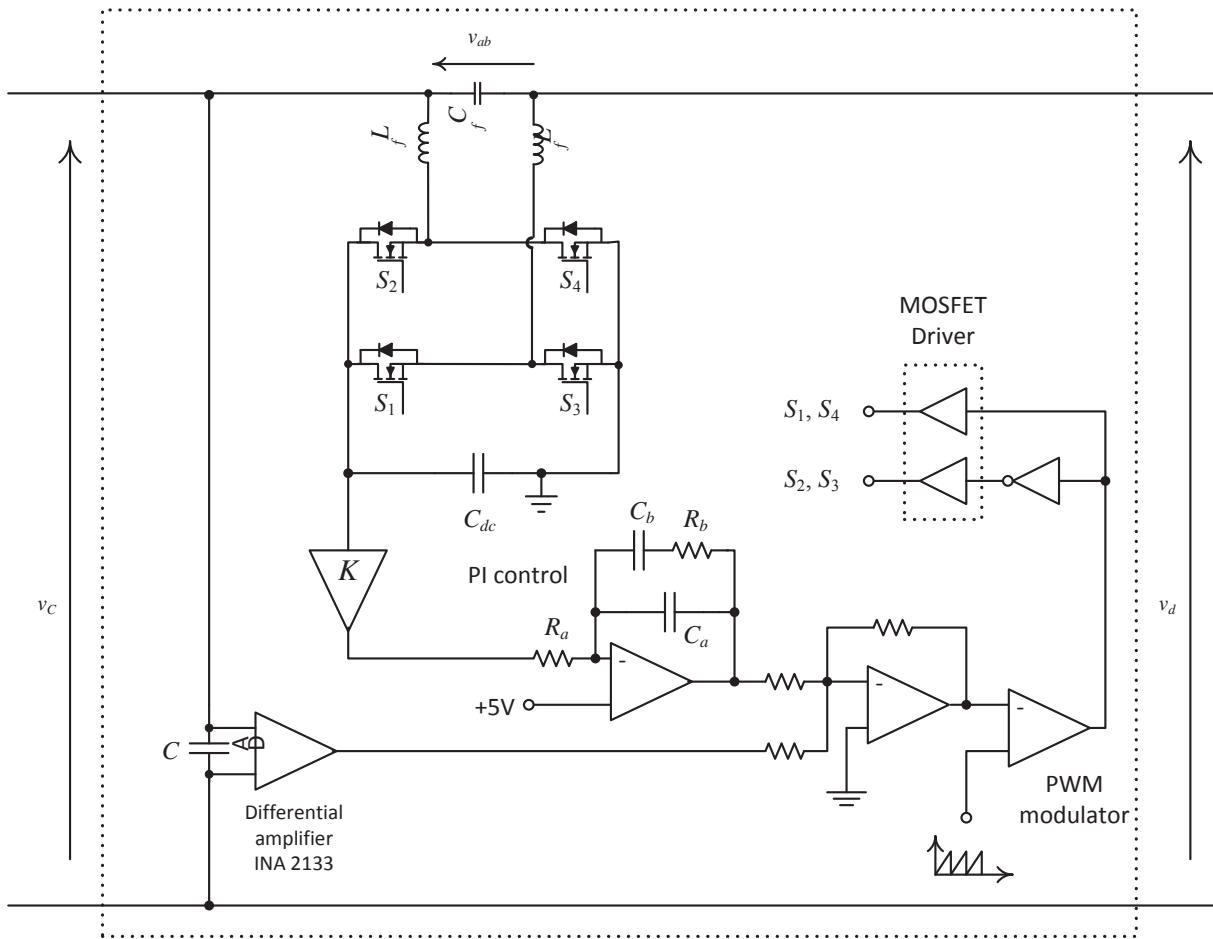 v_ab
C_f
L_f
L_f
S_2
S_4
S_1
S_3
C_dc
K
v_C
v_d
MOSFET
Driver
S_1, S_4
S_2, S_3
C_b
R_b
PI control
R_a
C_a
-
+5V
-
-
C
A
D
Differential
amplifier
INA 2133
PWM
modulator